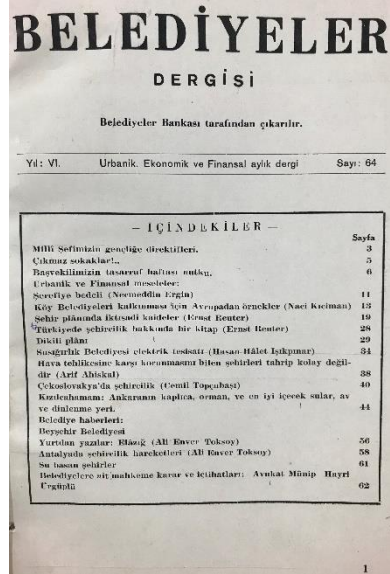 BELEDİYELER
DERGİSİ
Belediyeler Bankası tarafından çıkarılır.
Yıl: VI. Urbanik. Ekonomik ve Finansal aylık dergi Sayı: 64
— İÇİNDEKİLER —
Sayfa
Milli Şefimizin gençliğe direktifleri. 3
Çıkmaz sokaklar!.. 5
Başvekilimizin tasarruf haftası nutku. 6
Urbanik ve Finansal meseleler:
Şerefiye bedeli (Necmeddin Ergin) 11
Köy Belediyeleri kalkınması için Avrupadan örnekler (Naci Kıcıman) 13
Şehir plânında iktısadi kaideler (Ernst Reuter) 19
Türkiyede şehircilik hakkında bir kitap (Ernst Reuter) 28
Dikili plânı 29
Susığırlık Belediyesi elektrik tesisatı (Hasan Hâlet Işıkpınar) 34
Hava tehlikesine karşı korunmasını bilen şehirleri tahrip kolay değil-
dir (Arif Ahıskal) 38
Çekoslovakya'da şehircilik (Cemil Topçubaşı) 40
Kızılcahamam: Ankaranın kaplıca, orman, ve en iyi içecek sular, av
ve dinlenme yeri. 44
Belediye haberleri:
Beyşehir Belediyesi
Yurtdan yazılar: Elâzığ (Ali Enver Toksoy) 56
Antalyada şehircilik hareketleri (Ali Enver Toksoy) 58
Su basan şehirler 61
Belediyelere ait mahkeme karar ve içtihatları: Avukat Münip Hayri
Ürgüplü 62
1